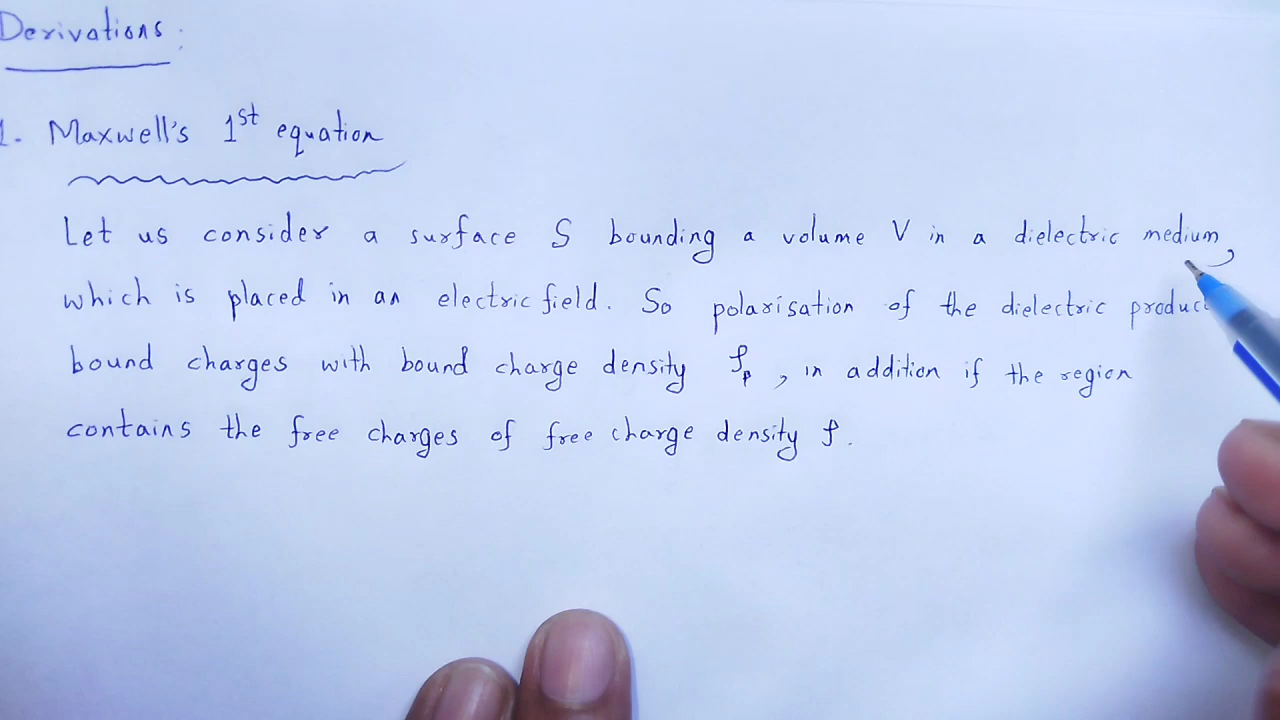 Derivations:
1. Maxwell's 1st equation
Let us consider a surface S bounding a volume V in a dielectric medium,
which is placed in an electric field. So polarisation of the dielectric produc
bound charges with bound charge density ρₚ, in addition if the region
contains the free charges of free charge density ρ.